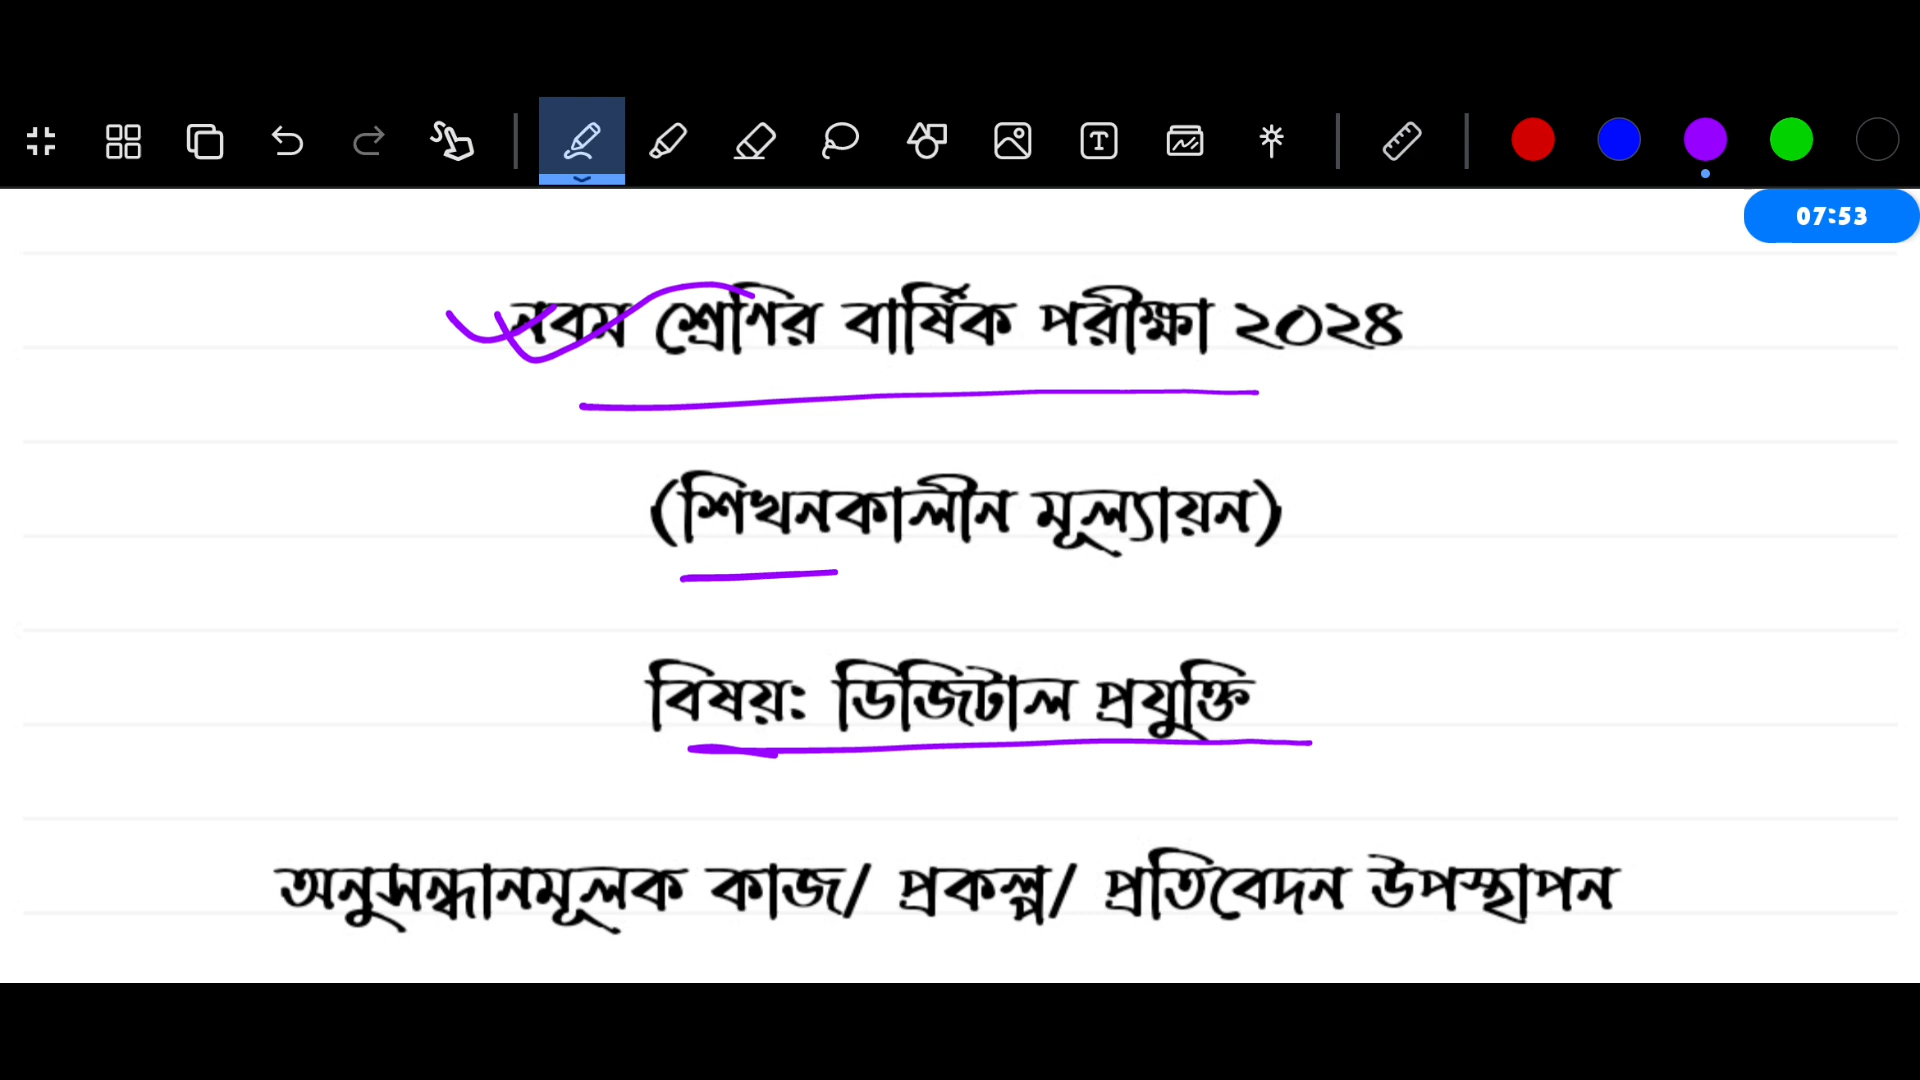 07:53
নবম শ্রেণির বার্ষিক পরীক্ষা ২০২৪
(শিখনকালীন মূল্যায়ন)
বিষয়: ডিজিটাল প্রযুক্তি
অনুসন্ধানমূলক কাজ/ প্রকল্প/ প্রতিবেদন উপস্থাপন